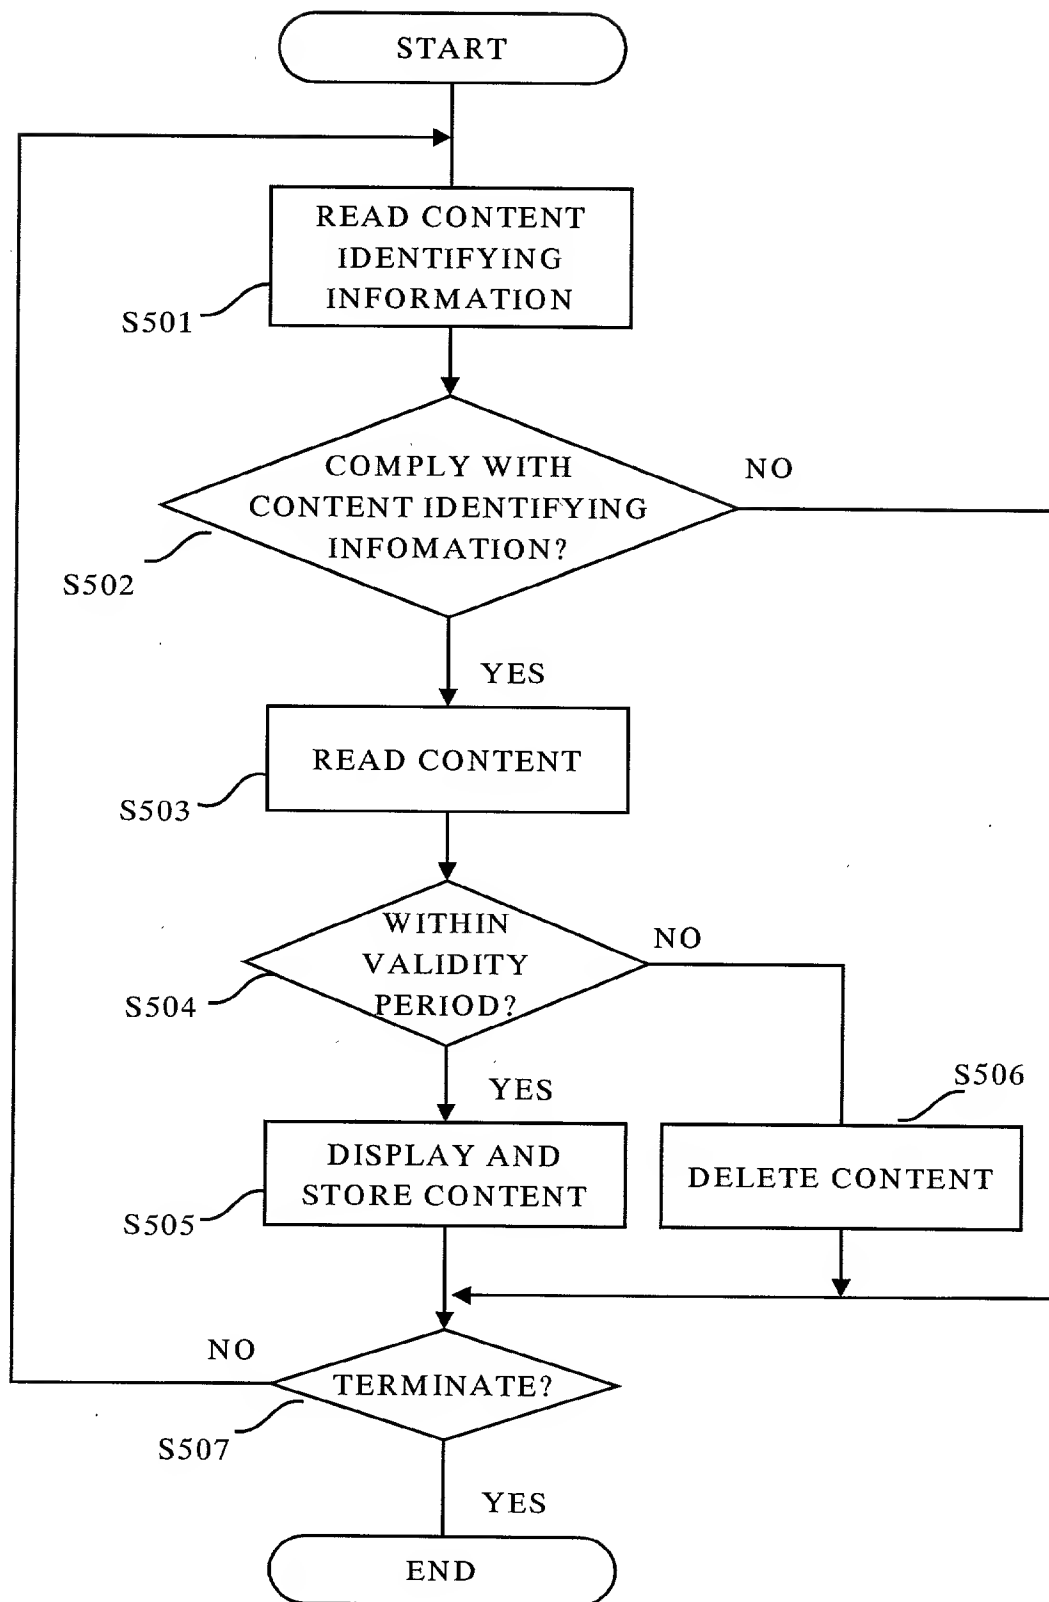 START
READ CONTENT
IDENTIFYING
INFORMATION
S501
COMPLY WITH
CONTENT IDENTIFYING
INFOMATION?
NO
S502
YES
READ CONTENT
S503
WITHIN
VALIDITY
PERIOD?
NO
S504
YES
S506
DISPLAY AND
STORE CONTENT
DELETE CONTENT
S505
NO
TERMINATE?
S507
YES
END